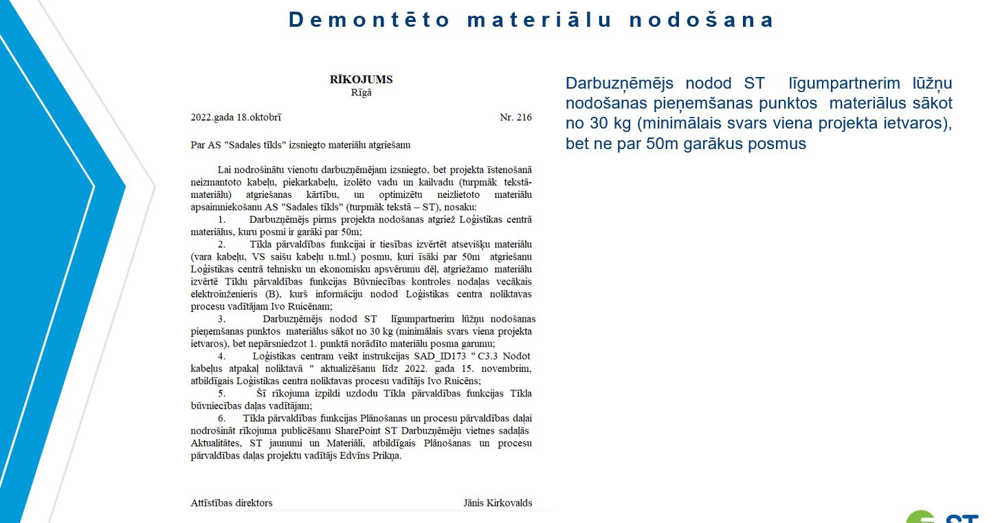 Demontēto materiālu nodošana
RĪKOJUMS
Rīgā
2022.gada 18.oktobrī Nr. 216
Par AS "Sadales tīkls" izsniegto materiālu atgriešanu
Lai nodrošinātu vienotu darbuzņēmējam izsniegto, bet projekta īstenošanā
neizmantoto kabeļu, piekarkabeļu, izolēto vadu un kailvadu (turpmāk tekstā-
materiālu) atgriešanas kārtību, un optimizētu neizlietoto materiālu
apsaimniekošanu AS "Sadales tīkls" (turpmāk tekstā – ST), nosaku:
1. Darbuzņēmējs pirms projekta nodošanas atgriež Loģistikas centrā
materiālus, kuru posmi ir garāki par 50m;
2. Tīkla pārvaldības funkcijai ir tiesības izvērtēt atsevišķu materiālu
(vara kabeļu, VS saišu kabeļu u.tml.) posmu, kuri īsāki par 50m atgriešanu
Loģistikas centrā tehnisku un ekonomisku apsvērumu dēļ, atgriežamo materiālu
izvērtē Tīklu pārvaldības funkcijas Būvniecības kontroles nodaļas vecākais
elektroinženieris (B), kurš informāciju nodod Loģistikas centra noliktavas
procesu vadītājam Ivo Ruicēnam;
3. Darbuzņēmējs nodod ST līgumpartnerim lūžņu nodošanas
pieņemšanas punktos materiālus sākot no 30 kg (minimālais svars viena projekta
ietvaros), bet nepārsniedzot 1. punktā norādīto materiālu posma garumu;
4. Loģistikas centram veikt instrukcijas SAD_ID173 " C3.3 Nodot
kabeļus atpakaļ noliktavā " aktualizēšanu līdz 2022. gada 15. novembrim,
atbildīgais Loģistikas centra noliktavas procesu vadītājs Ivo Ruicēns;
5. Šī rīkojuma izpildi uzdodu Tīkla pārvaldības funkcijas Tīkla
būvniecības daļas vadītājam;
6. Tīkla pārvaldības funkcijas Plānošanas un procesu pārvaldības daļai
nodrošināt rīkojuma publicēšanu SharePoint ST Darbuzņēmēju vietnes sadaļās
Aktualitātes, ST jaunumi un Materiāli, atbildīgais Plānošanas un procesu
pārvaldības daļas projektu vadītājs Edvīns Prikņa.
Attīstības direktors Jānis Kirkovalds
Darbuzņēmējs nodod ST līgumpartnerim lūžņu
nodošanas pieņemšanas punktos materiālus sākot
no 30 kg (minimālais svars viena projekta ietvaros),
bet ne par 50m garākus posmus
ST